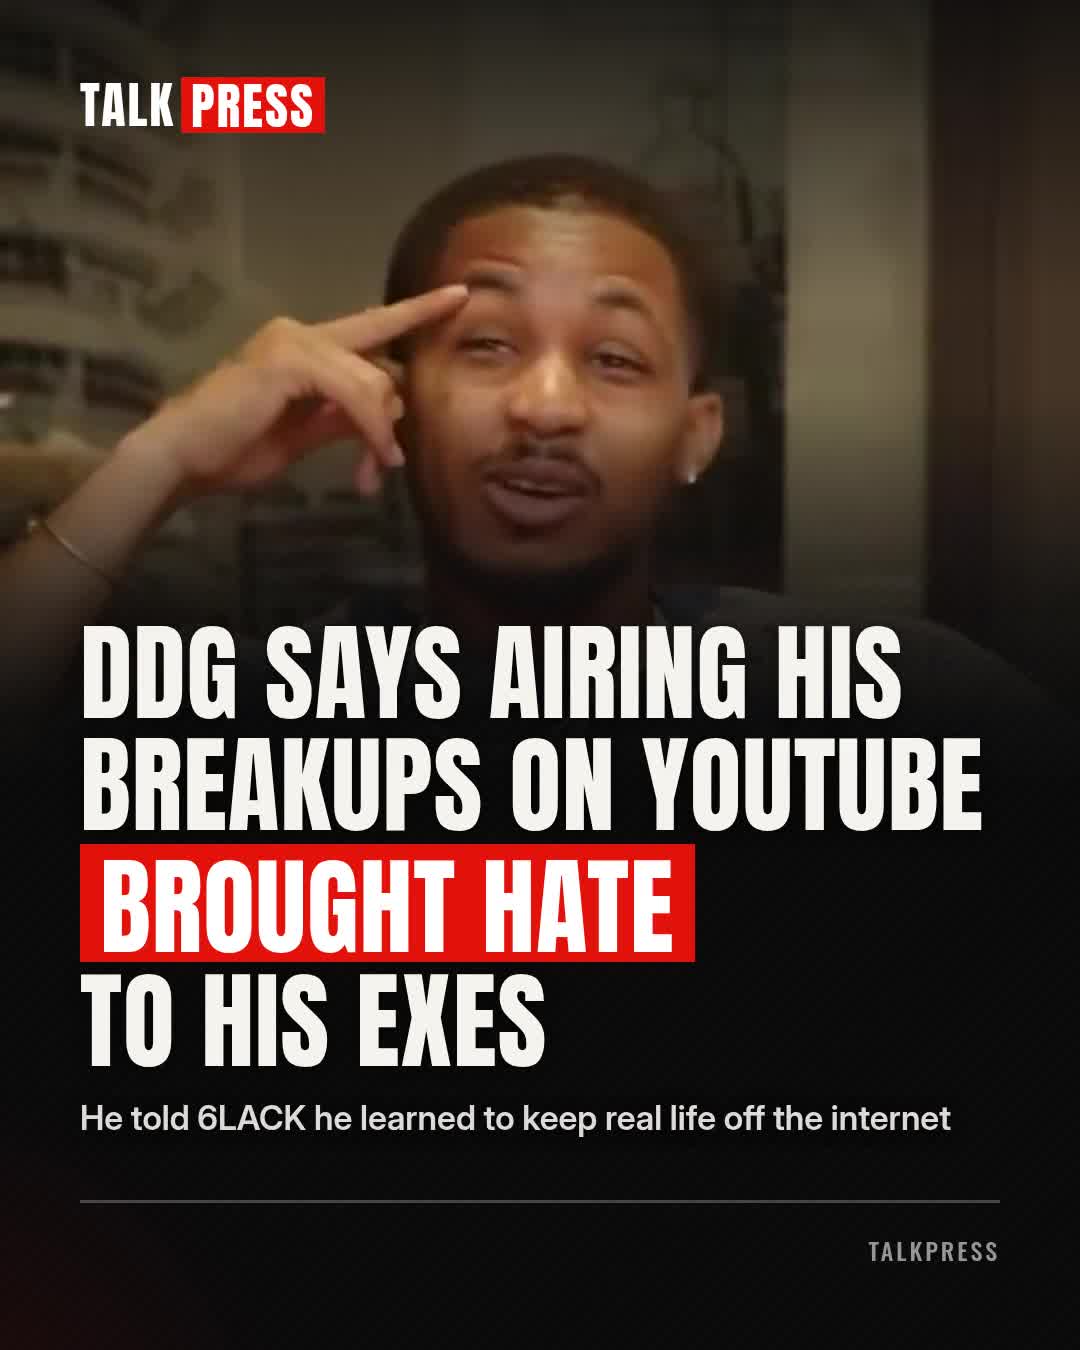 TALK PRESS
DDG SAYS AIRING HIS
BREAKUPS ON YOUTUBE
BROUGHT HATE
TO HIS EXES
He told 6LACK he learned to keep real life off the internet
TALKPRESS